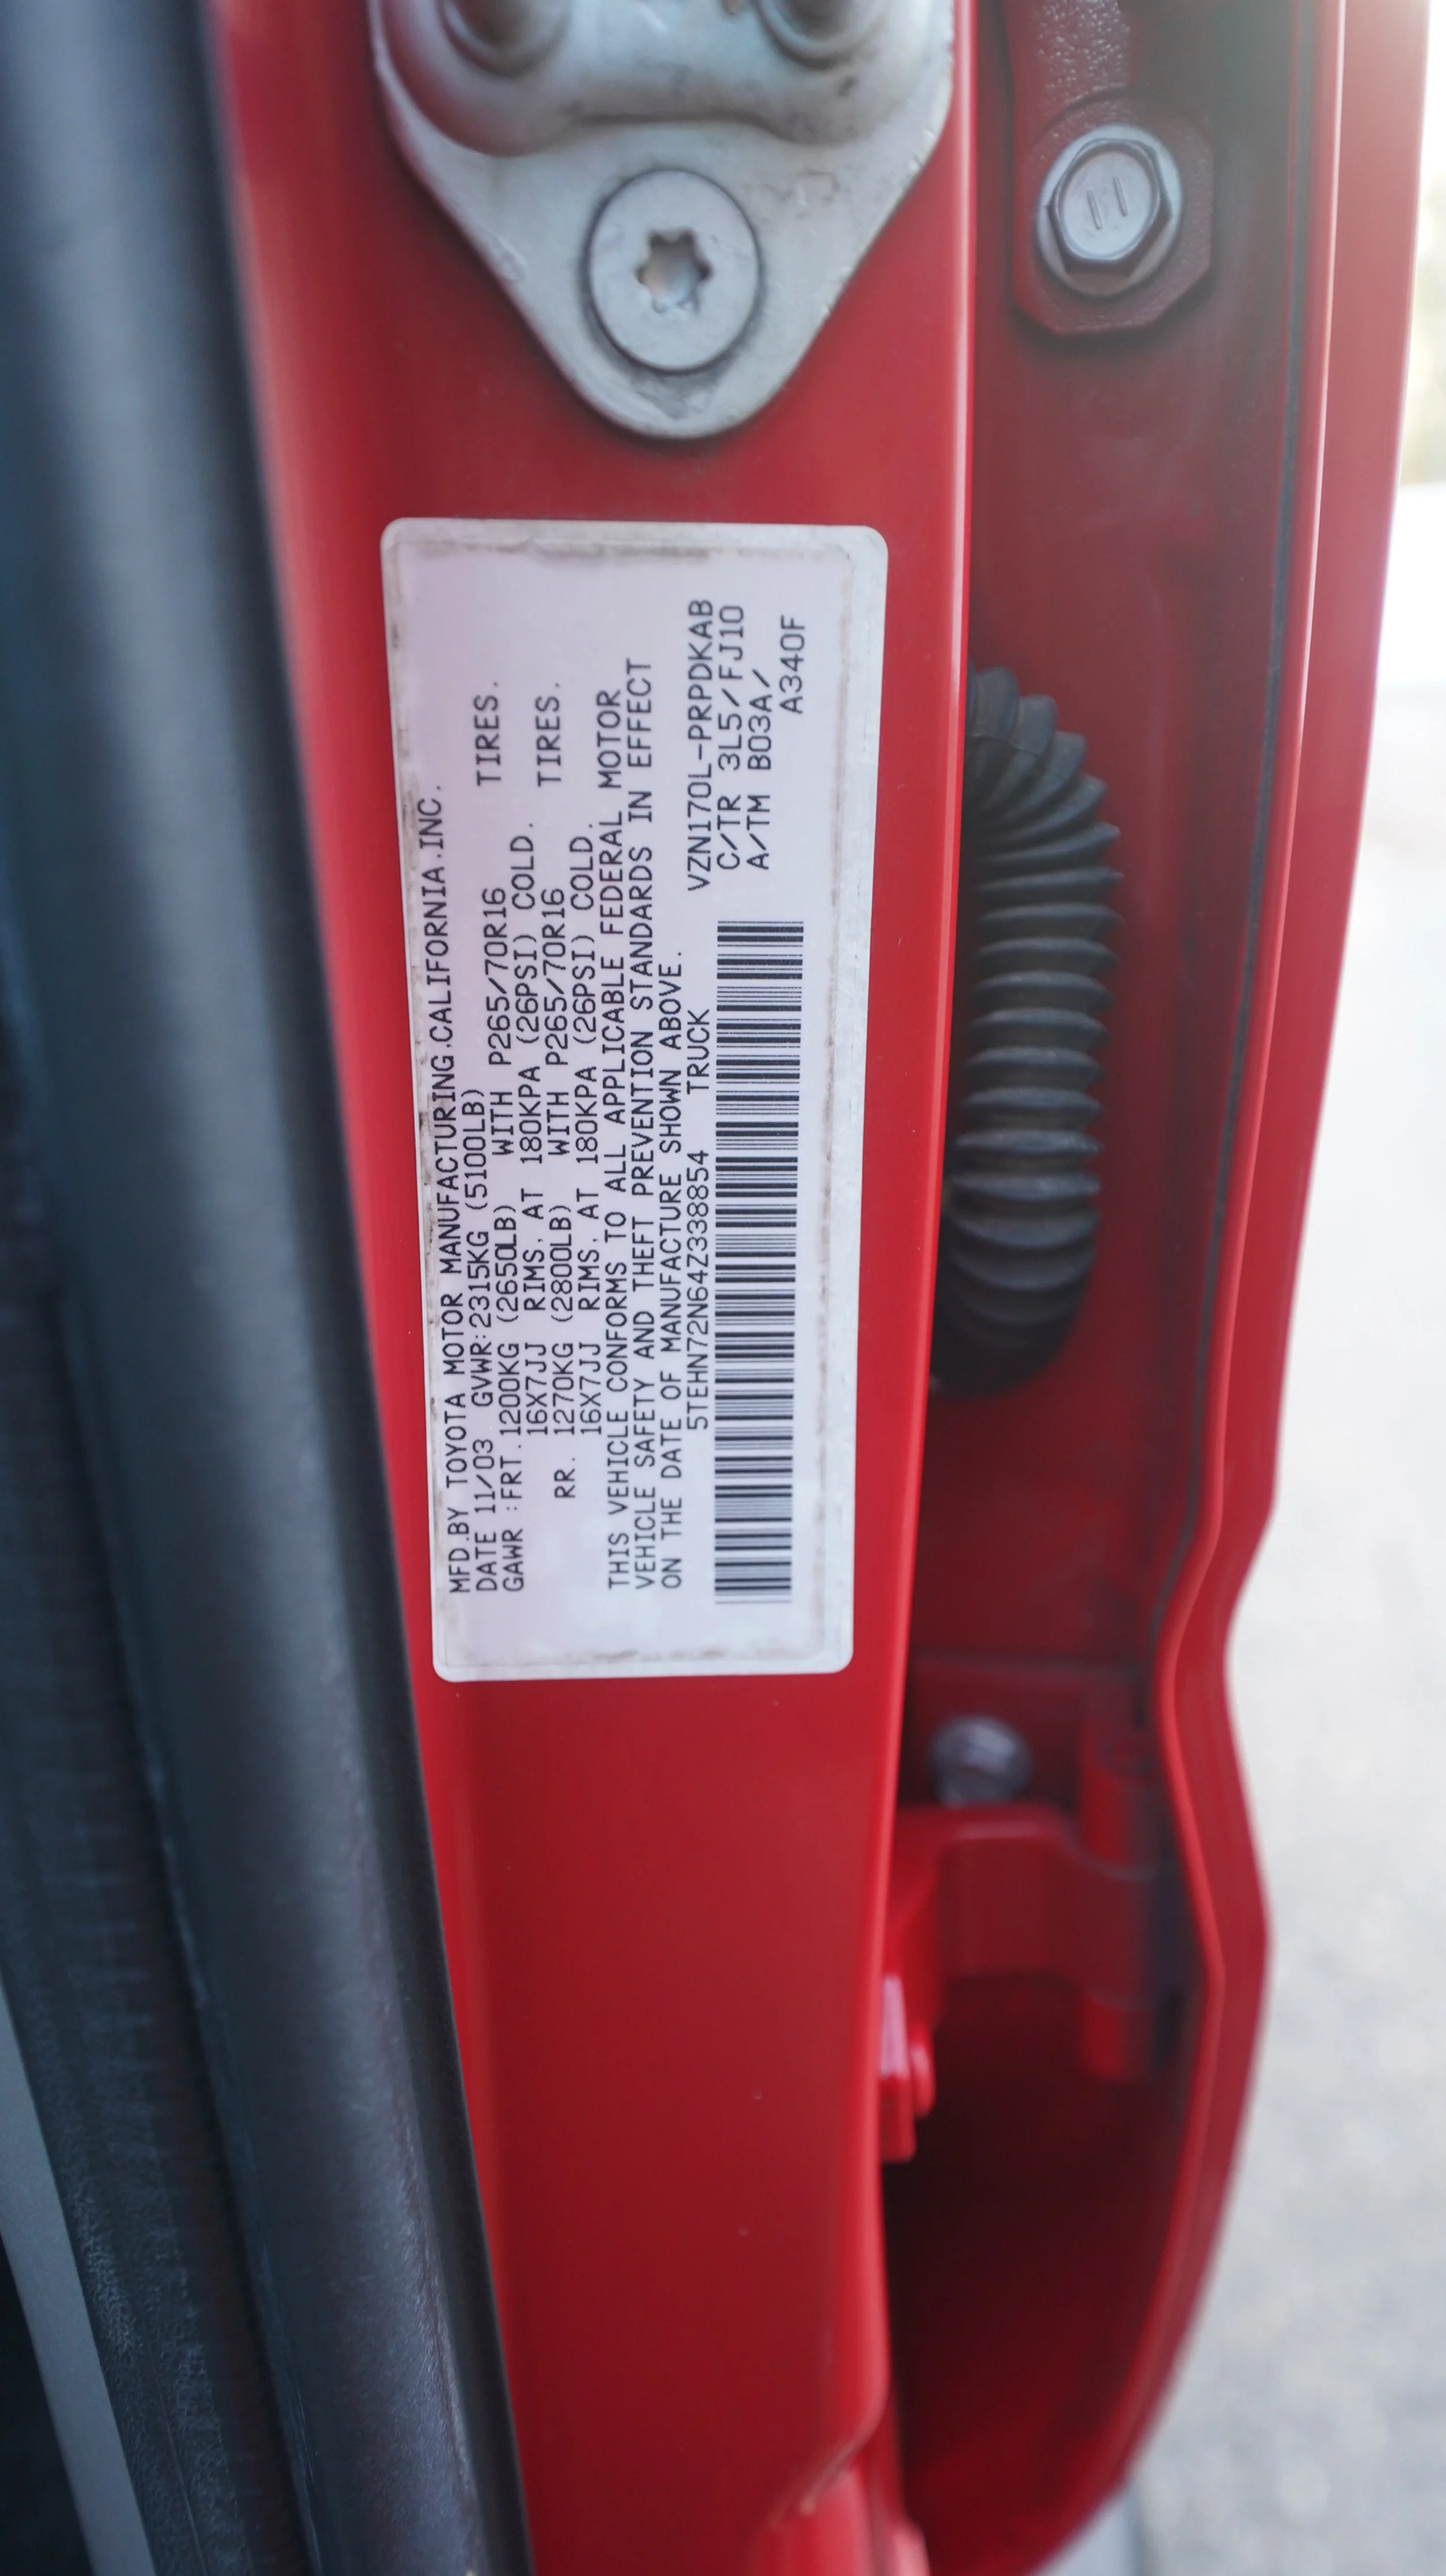 MFD.BY TOYOTA MOTOR MANUFACTURING.CALIFORNIA.INC.
DATE 11/03 GVWR:2315KG (5100LB)
GAWR :FRT.1200KG (2650LB) WITH P265/70R16 TIRES.
16X7JJ RIMS, AT 180KPA (26PSI) COLD.
RR. 1270KG (2800LB) WITH P265/70R16 TIRES.
16X7JJ RIMS, AT 180KPA (26PSI) COLD.
THIS VEHICLE CONFORMS TO ALL APPLICABLE FEDERAL MOTOR
VEHICLE SAFETY AND THEFT PREVENTION STANDARDS IN EFFECT
ON THE DATE OF MANUFACTURE SHOWN ABOVE.
5TEHN72N64Z338854 TRUCK VZN170L-PRPDKAB
C/TR 3L5/FJ10
A/TM B03A/
A340F